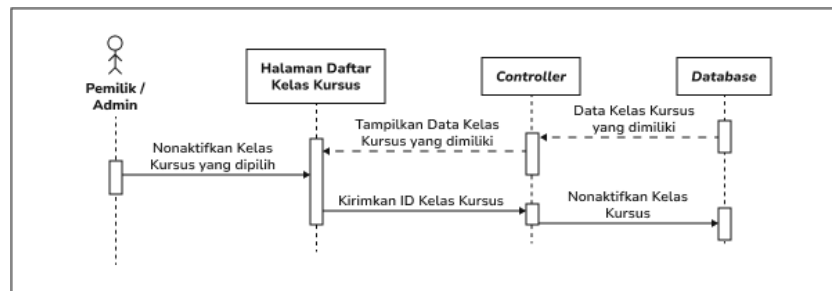 Pemilik /
Admin
Halaman Daftar
Kelas Kursus
Controller
Database
Data Kelas Kursus
yang dimiliki
Tampilkan Data Kelas
Kursus yang dimiliki
Nonaktifkan Kelas
Kursus yang dipilih
Kirimkan ID Kelas Kursus
Nonaktifkan Kelas
Kursus